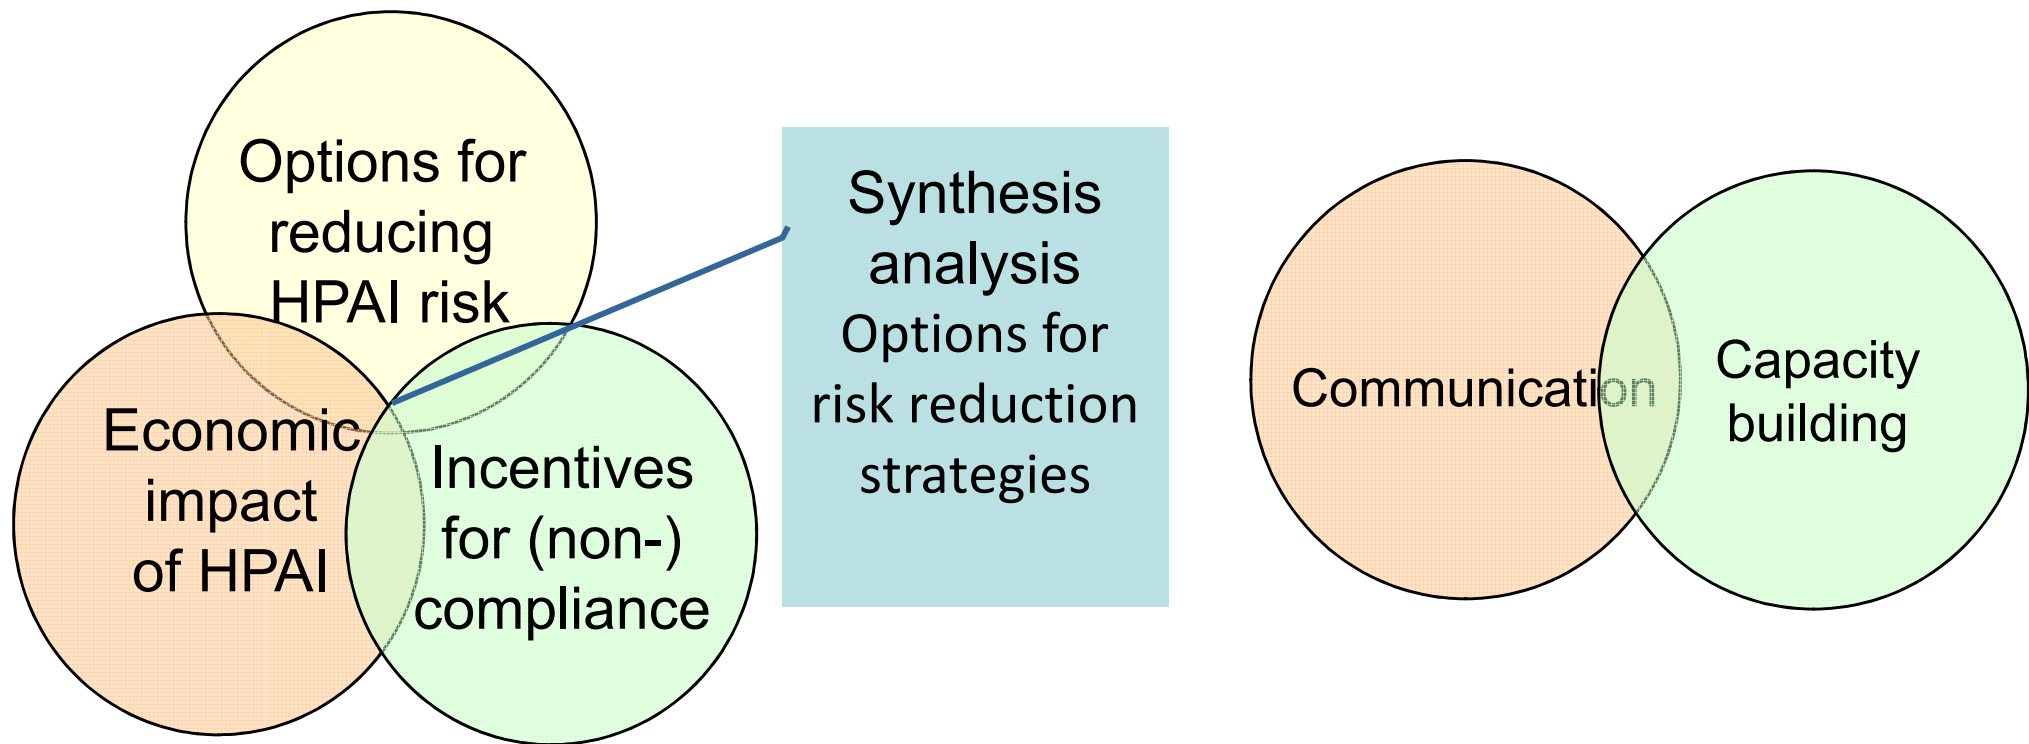 Options for
reducing
HPAI risk
Economic
impact
of HPAI
Incentives
for (non-)
compliance
Synthesis
analysis
Options for
risk reduction
strategies
Communication
Capacity
building